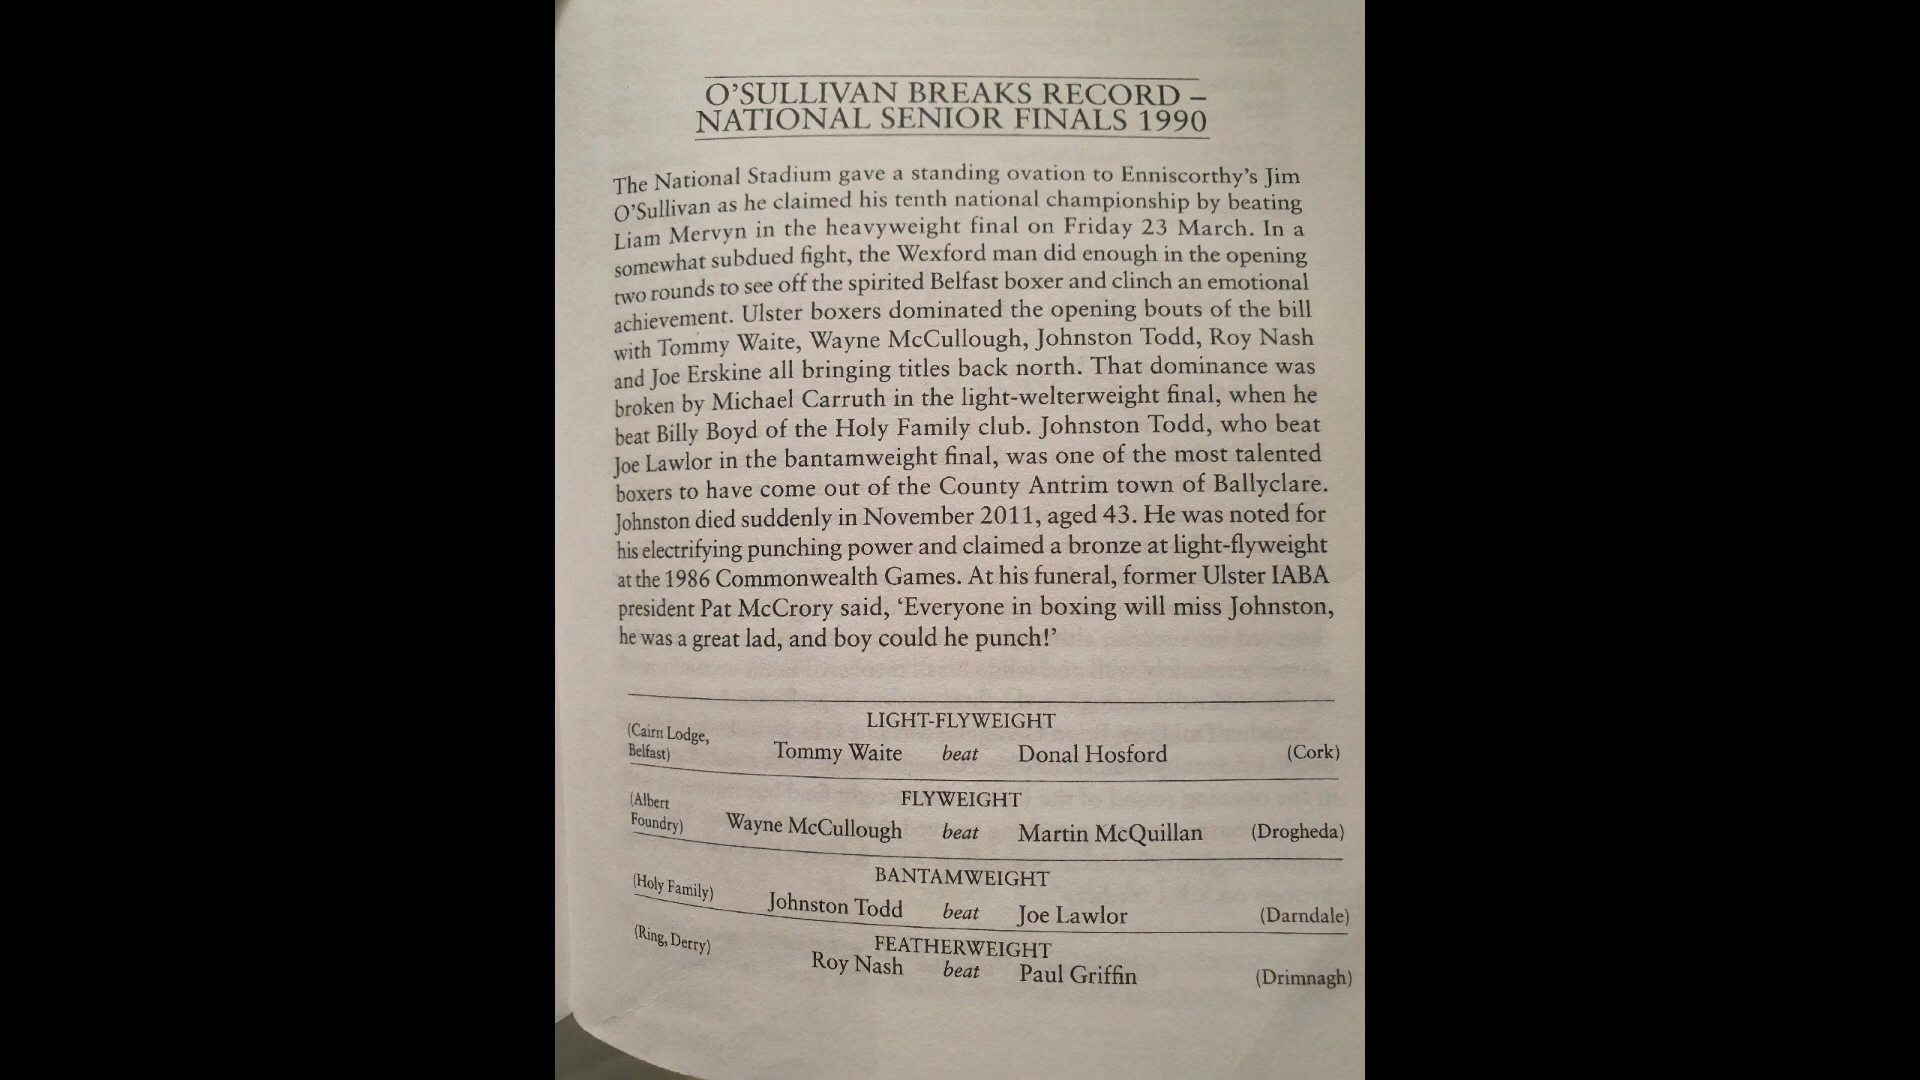 O'SULLIVAN BREAKS RECORD –
NATIONAL SENIOR FINALS 1990
The National Stadium gave a standing ovation to Enniscorthy's Jim
O'Sullivan as he claimed his tenth national championship by beating
Liam Mervyn in the heavyweight final on Friday 23 March. In a
somewhat subdued fight, the Wexford man did enough in the opening
two rounds to see off the spirited Belfast boxer and clinch an emotional
achievement. Ulster boxers dominated the opening bouts of the bill
with Tommy Waite, Wayne McCullough, Johnston Todd, Roy Nash
and Joe Erskine all bringing titles back north. That dominance was
broken by Michael Carruth in the light-welterweight final, when he
beat Billy Boyd of the Holy Family club. Johnston Todd, who beat
Joe Lawlor in the bantamweight final, was one of the most talented
boxers to have come out of the County Antrim town of Ballyclare.
Johnston died suddenly in November 2011, aged 43. He was noted for
his electrifying punching power and claimed a bronze at light-flyweight
at the 1986 Commonwealth Games. At his funeral, former Ulster IABA
president Pat McCrory said, 'Everyone in boxing will miss Johnston,
he was a great lad, and boy could he punch!'
LIGHT-FLYWEIGHT
(Cairn Lodge,
Belfast) Tommy Waite beat Donal Hosford (Cork)
FLYWEIGHT
(Albert
Foundry) Wayne McCullough beat Martin McQuillan (Drogheda)
BANTAMWEIGHT
(Holy Family) Johnston Todd beat Joe Lawlor (Darndale)
FEATHERWEIGHT
(Ring, Derry) Roy Nash beat Paul Griffin (Drimnagh)